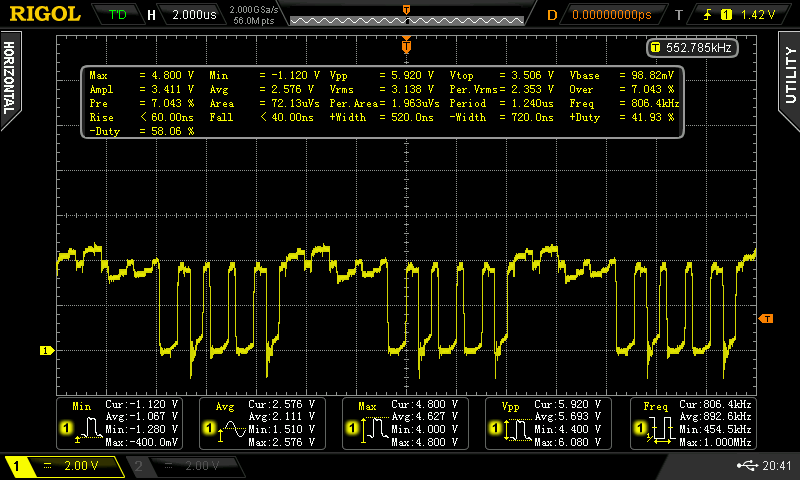 RIGOL T'D H 2.000us 2.000GSa/s 56.0M pts D 0.00000000ps T 1 1.42 V
HORIZONTAL
UTILITY
T 552.785kHz
Max = 4.800 V Min = -1.120 V Vpp = 5.920 V Vtop = 3.506 V Vbase = 98.82mV
Ampl = 3.411 V Avg = 2.576 V Vrms = 3.138 V Per.Vrms= 2.353 V Over = 7.043 %
Pre = 7.043 % Area = 72.13uVs Per.Area= 1.963uVs Period = 1.240us Freq = 806.4kHz
Rise < 60.00ns Fall < 40.00ns +Width = 520.0ns -Width = 720.0ns +Duty = 41.93 %
-Duty = 58.06 %
T
1
T
Min Cur:-1.120 V
Avg:-1.067 V
1 Min:-1.280 V
Max:-400.0mV
Avg Cur:2.576 V
Avg:2.111 V
1 Min:1.510 V
Max:2.576 V
Max Cur:4.800 V
Avg:4.627 V
1 Min:4.000 V
Max:4.800 V
Vpp Cur:5.920 V
Avg:5.693 V
1 Min:4.400 V
Max:6.080 V
Freq Cur:806.4kHz
Avg:892.6kHz
1 Min:454.5kHz
Max:1.000MHz
1 2.00 V 2 2.00 V 20:41